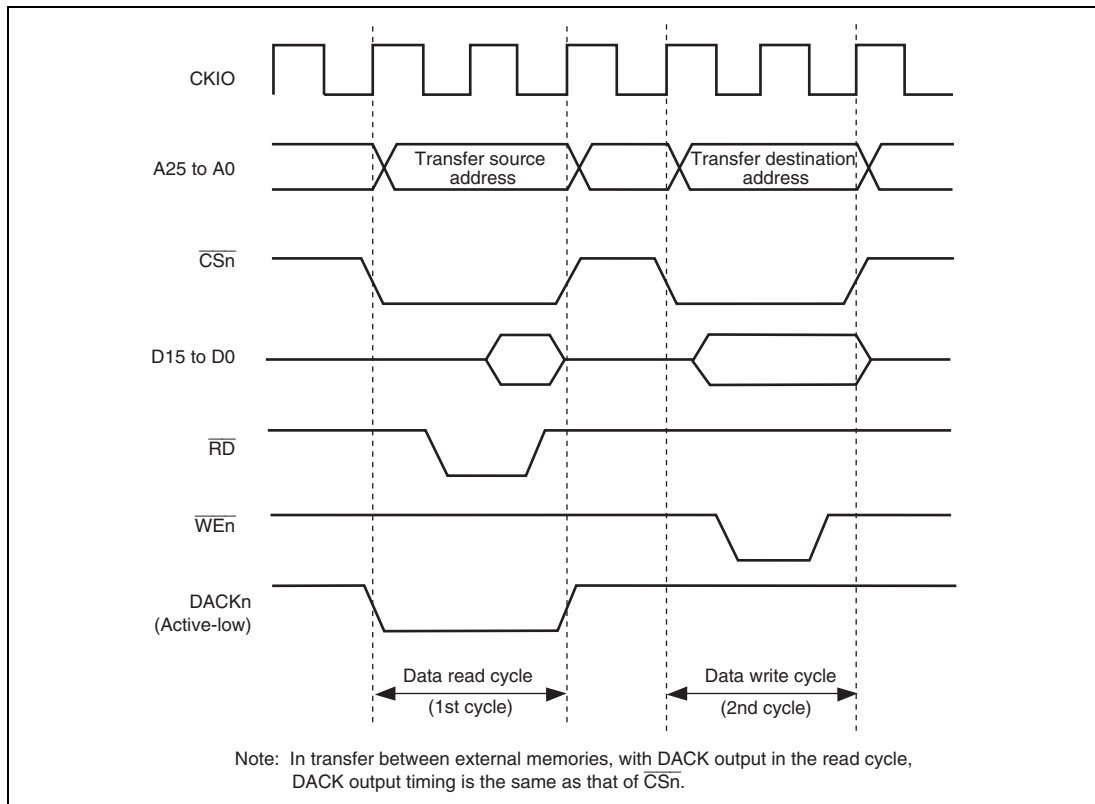 CKIO
A25 to A0
Transfer source
address
Transfer destination
address
CSn
D15 to D0
RD
WEn
DACKn
(Active-low)
Data read cycle
(1st cycle)
Data write cycle
(2nd cycle)
Note: In transfer between external memories, with DACK output in the read cycle,
DACK output timing is the same as that of CSn.